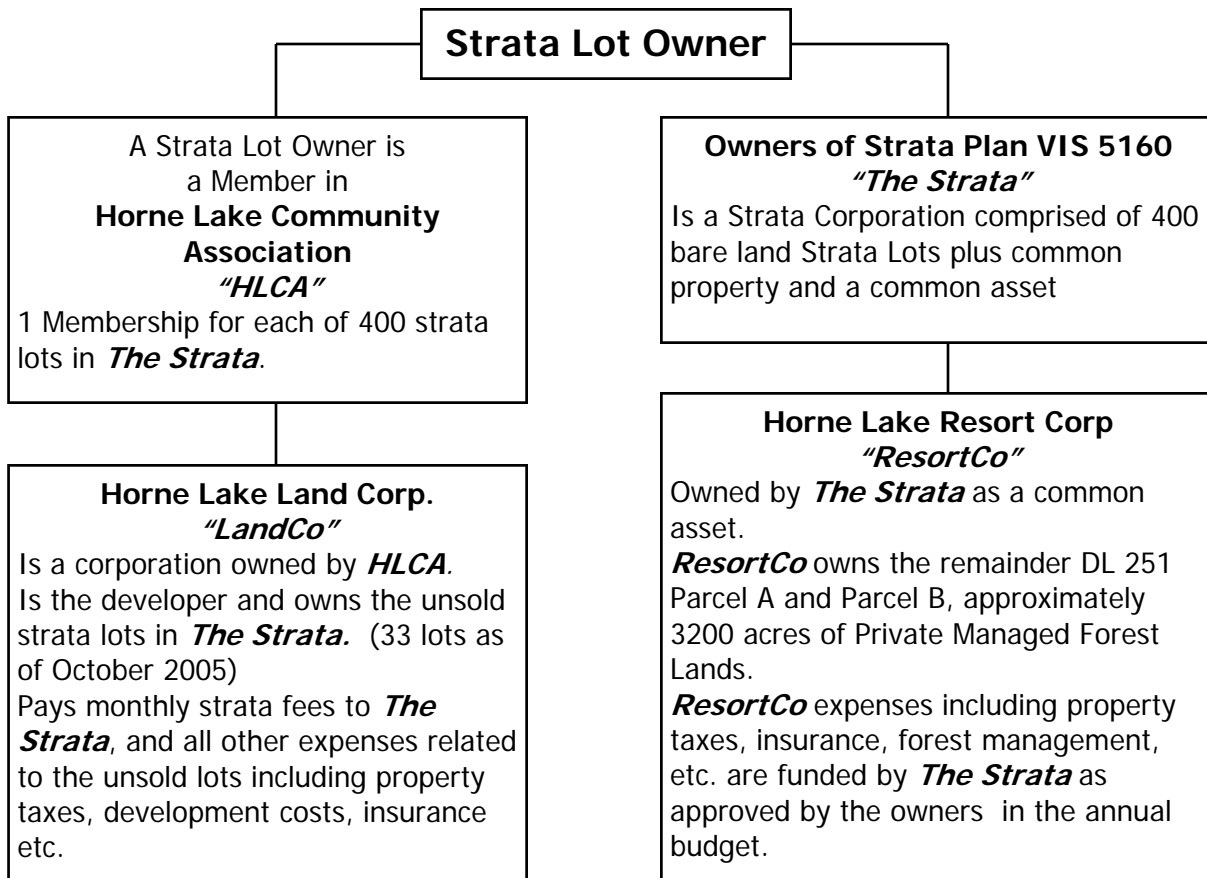 Strata Lot Owner
A Strata Lot Owner is
a Member in
Horne Lake Community
Association
“HLCA”
1 Membership for each of 400 strata
lots in The Strata.
Horne Lake Land Corp.
“LandCo”
Is a corporation owned by HLCA.
Is the developer and owns the unsold
strata lots in The Strata. (33 lots as
of October 2005)
Pays monthly strata fees to The
Strata, and all other expenses related
to the unsold lots including property
taxes, development costs, insurance
etc.
Owners of Strata Plan VIS 5160
“The Strata”
Is a Strata Corporation comprised of 400
bare land Strata Lots plus common
property and a common asset
Horne Lake Resort Corp
“ResortCo”
Owned by The Strata as a common
asset.
ResortCo owns the remainder DL 251
Parcel A and Parcel B, approximately
3200 acres of Private Managed Forest
Lands.
ResortCo expenses including property
taxes, insurance, forest management,
etc. are funded by The Strata as
approved by the owners in the annual
budget.